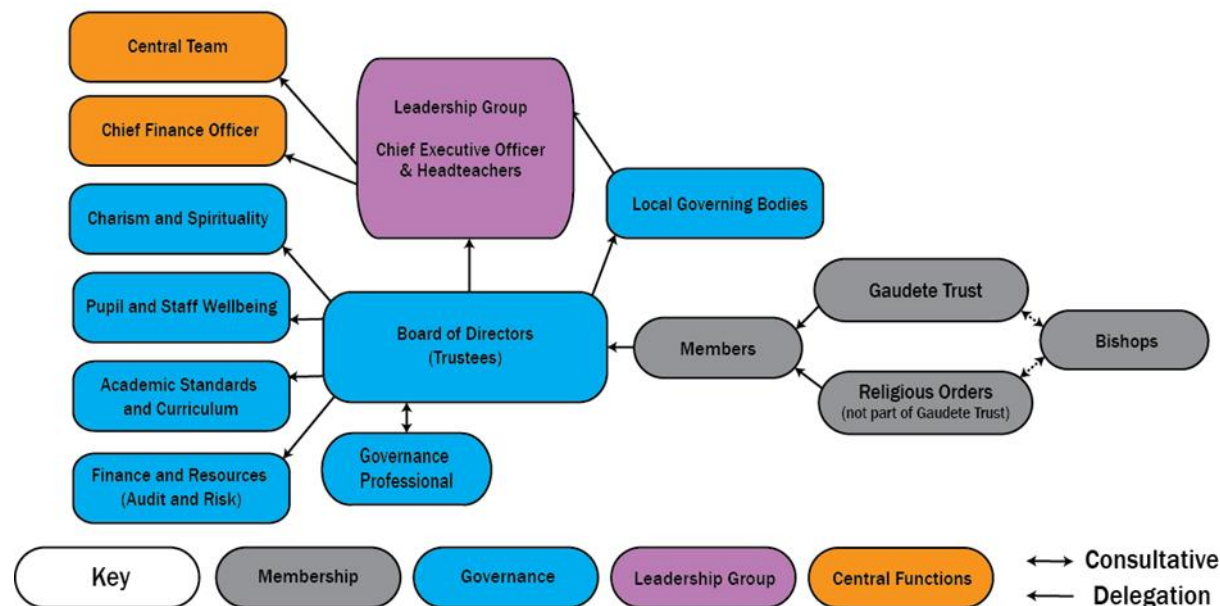 Central Team
Chief Finance Officer
Charism and Spirituality
Pupil and Staff Wellbeing
Academic Standards
and Curriculum
Finance and Resources
(Audit and Risk)
Leadership Group
Chief Executive Officer
& Headteachers
Local Governing Bodies
Board of Directors
(Trustees)
Governance
Professional
Members
Gaudete Trust
Religious Orders
(not part of Gaudete Trust)
Bishops
Key
Membership
Governance
Leadership Group
Central Functions
Consultative
Delegation